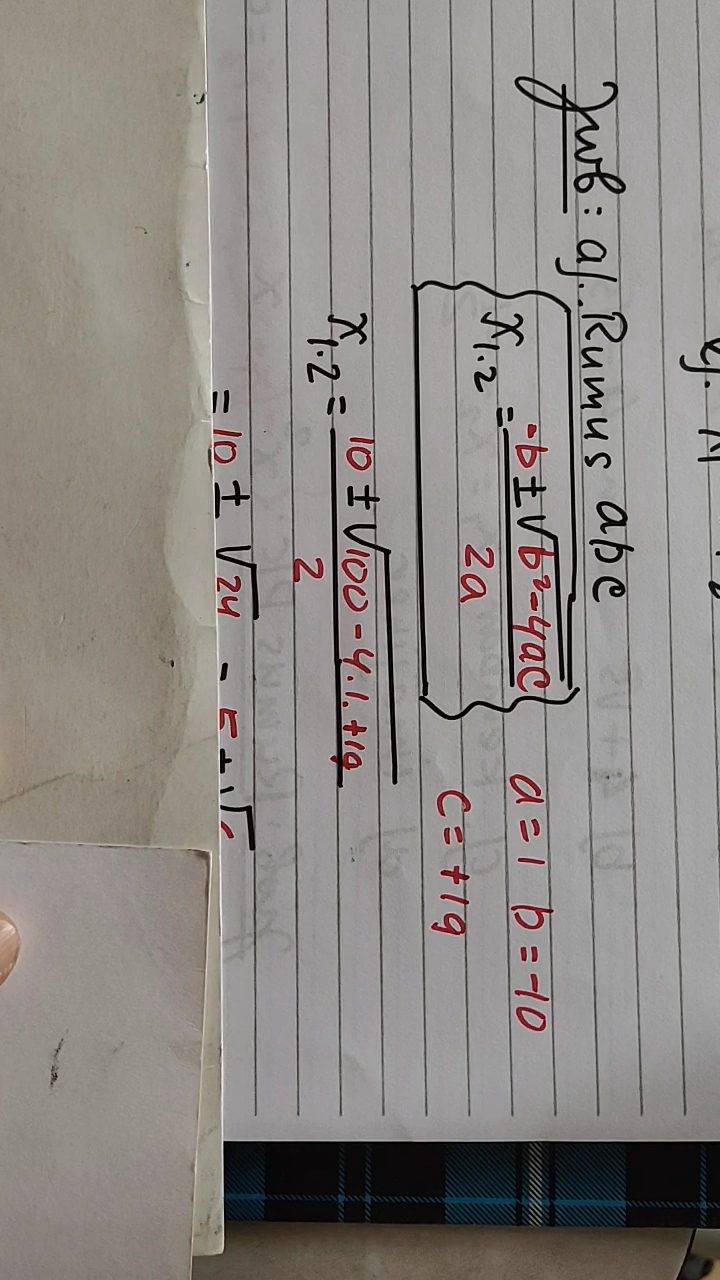 Jwb: a). Rumus abc
x1.2 = -b ± √b²-4ac / 2a  a = 1  b = -10
c = +19
x1.2 = 10 ± √100 - 4.1.+19 / 2
= 10 ± √24